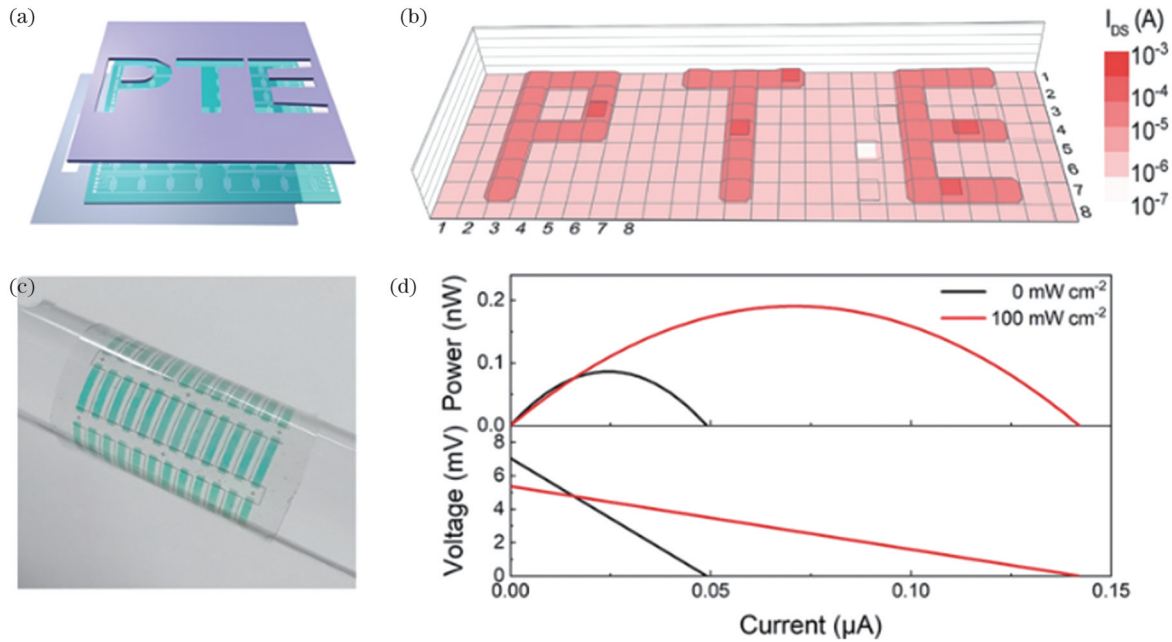 (a)
PTE
(b)
I_DS (A)
10⁻³
10⁻⁴
10⁻⁵
10⁻⁶
10⁻⁷
1
2
3
4
5
6
7
8
1 2 3 4 5 6 7 8
PTE
(c)
(d)
0 mW cm⁻²
100 mW cm⁻²
Power (nW)
0.2
0.1
0.0
Voltage (mV)
8
6
4
2
0
0.00 0.05 0.10 0.15
Current (μA)